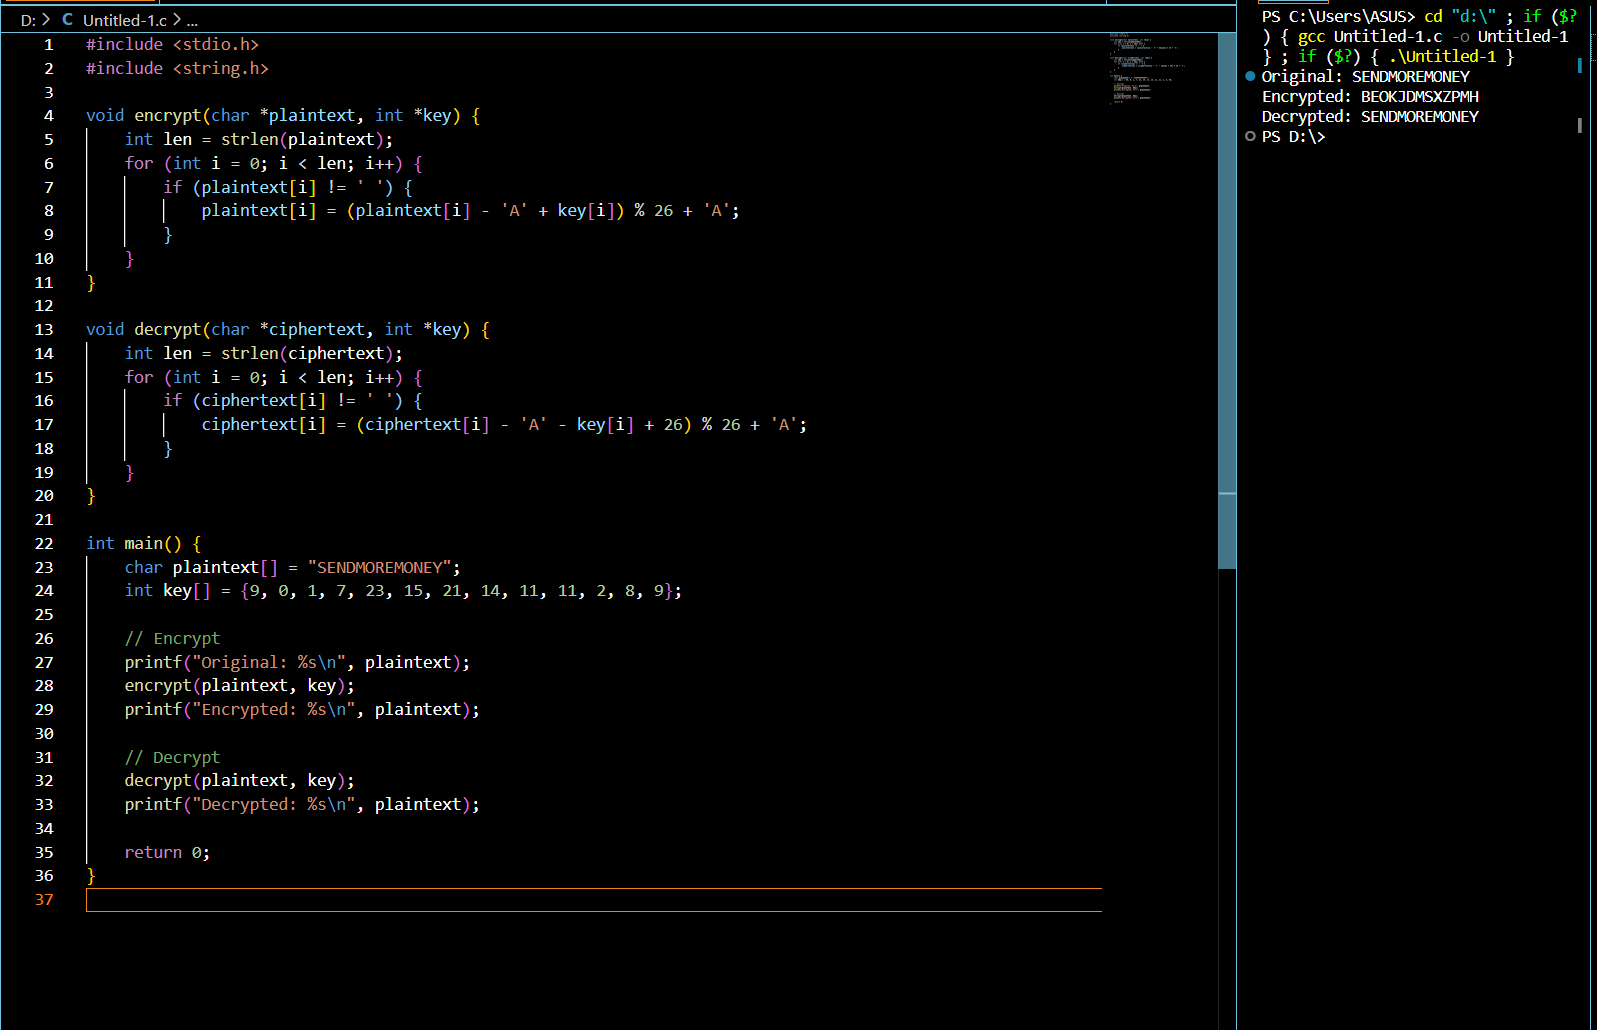 D: > C Untitled-1.c > ...
1 #include <stdio.h>
2 #include <string.h>
3
4 void encrypt(char *plaintext, int *key) {
5     int len = strlen(plaintext);
6     for (int i = 0; i < len; i++) {
7         if (plaintext[i] != ' ') {
8             plaintext[i] = (plaintext[i] - 'A' + key[i]) % 26 + 'A';
9         }
10     }
11 }
12
13 void decrypt(char *ciphertext, int *key) {
14     int len = strlen(ciphertext);
15     for (int i = 0; i < len; i++) {
16         if (ciphertext[i] != ' ') {
17             ciphertext[i] = (ciphertext[i] - 'A' - key[i] + 26) % 26 + 'A';
18         }
19     }
20 }
21
22 int main() {
23     char plaintext[] = "SENDMOREMONEY";
24     int key[] = {9, 0, 1, 7, 23, 15, 21, 14, 11, 11, 2, 8, 9};
25
26     // Encrypt
27     printf("Original: %s\n", plaintext);
28     encrypt(plaintext, key);
29     printf("Encrypted: %s\n", plaintext);
30
31     // Decrypt
32     decrypt(plaintext, key);
33     printf("Decrypted: %s\n", plaintext);
34
35     return 0;
36 }
37
PS C:\Users\ASUS> cd "d:\" ; if ($?
) { gcc Untitled-1.c -o Untitled-1
} ; if ($?) { .\Untitled-1 }
Original: SENDMOREMONEY
Encrypted: BEOKJDMSXZPMH
Decrypted: SENDMOREMONEY
PS D:\>